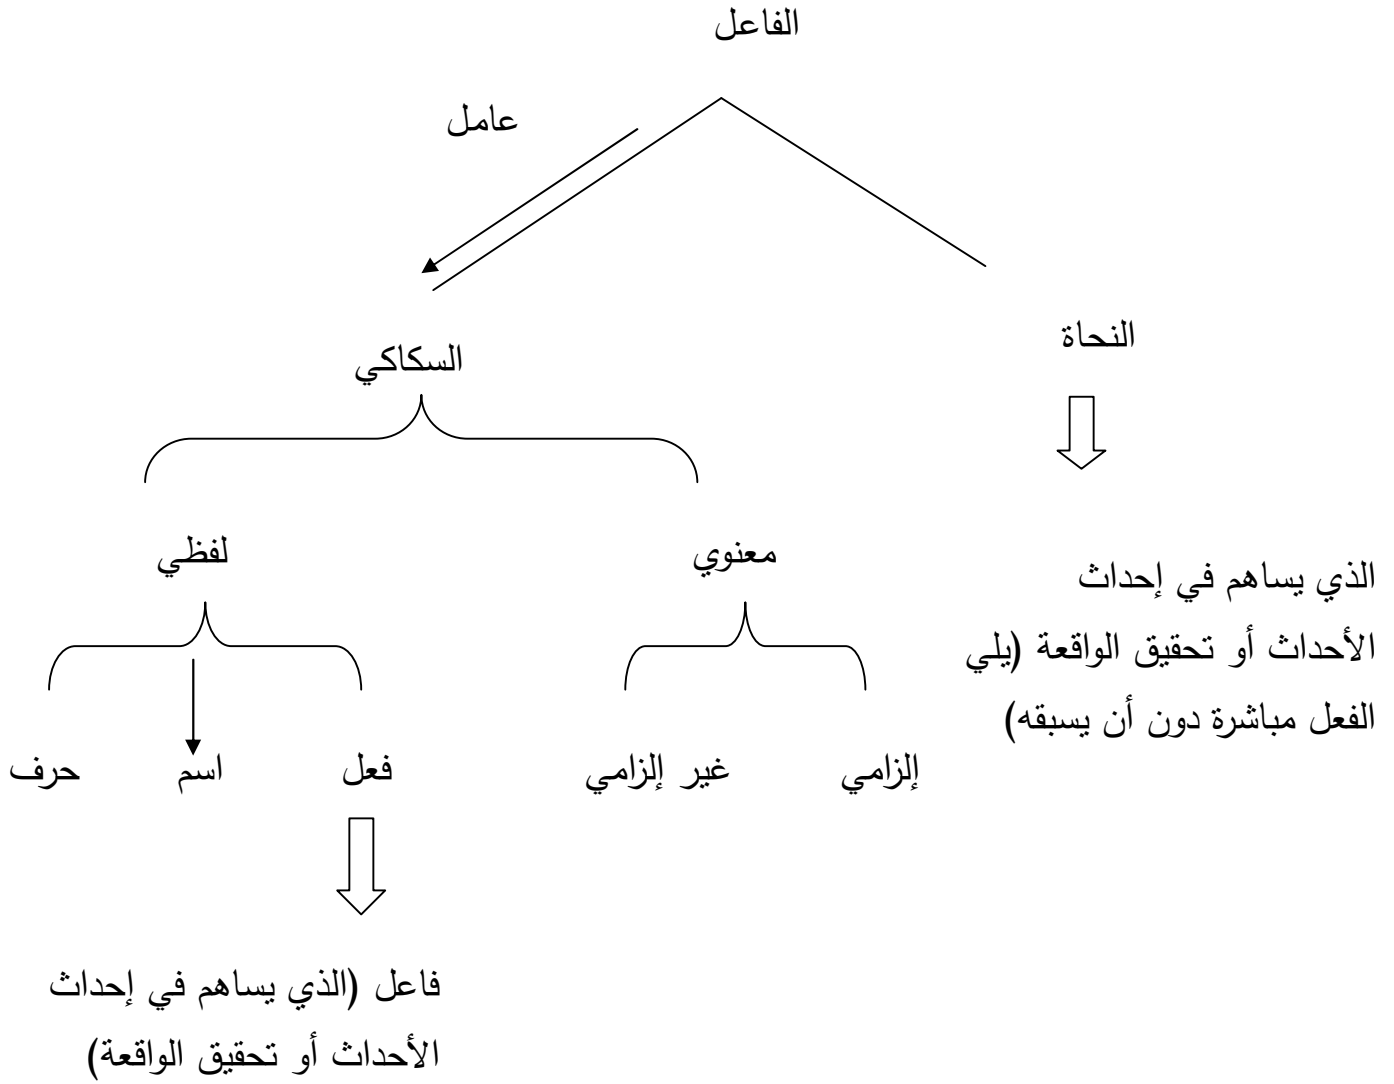 الفاعل
عامل
النحاة
السكاكي
لفظي
معنوي
الذي يساهم في إحداث
الأحداث أو تحقيق الواقعة (يلي
الفعل مباشرة دون أن يسبقه)
إلزامي
غير إلزامي
فعل
اسم
حرف
فاعل (الذي يساهم في إحداث
الأحداث أو تحقيق الواقعة)